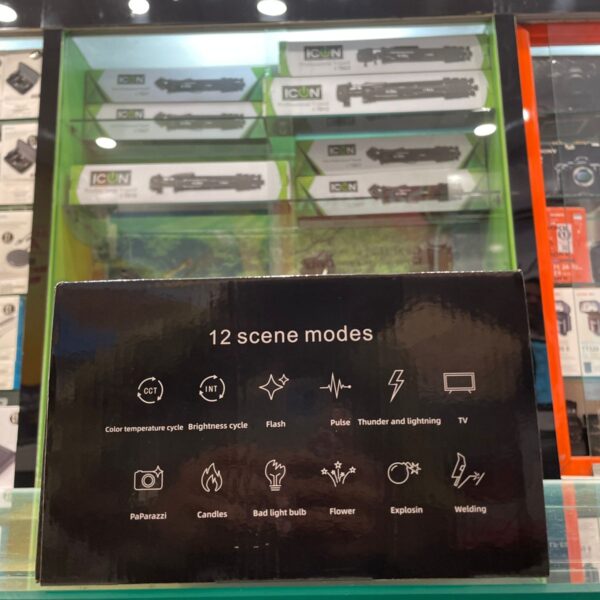 ICON
ICON
ICON
ICON
ICON
ICON
ICON
12 scene modes
CCT
INT
Color temperature cycle
Brightness cycle
Flash
Pulse
Thunder and lightning
TV
PaParazzi
Candles
Bad light bulb
Flower
Explosin
Welding